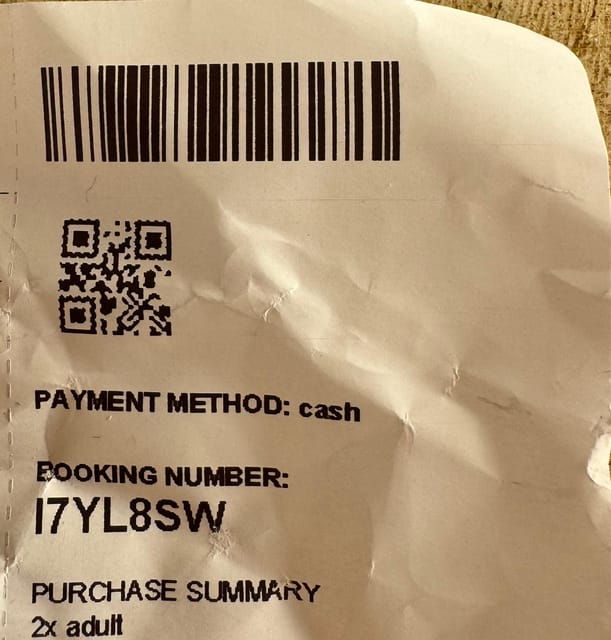 PAYMENT METHOD: cash
BOOKING NUMBER:
I7YL8SW
PURCHASE SUMMARY
2x adult